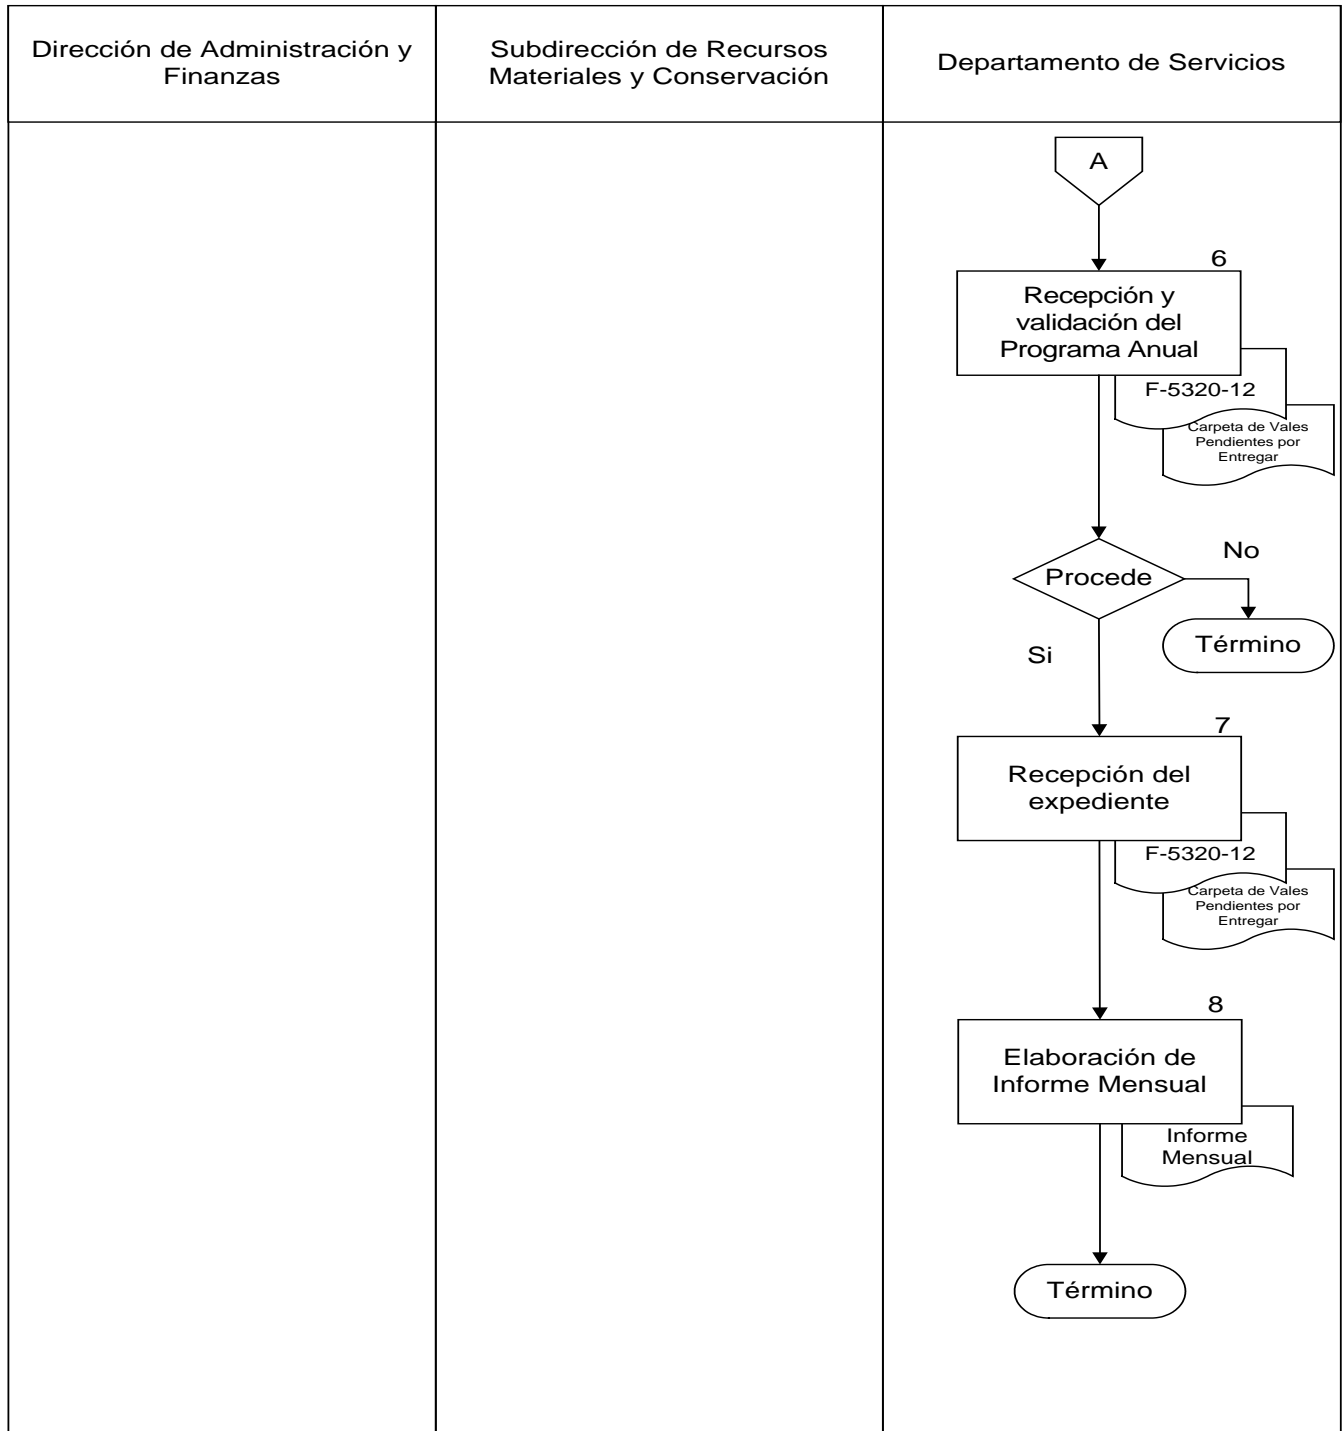 Dirección de Administración y
Finanzas
Subdirección de Recursos
Materiales y Conservación
Departamento de Servicios
A
6
Recepción y
validación del
Programa Anual
F-5320-12
Carpeta de Vales
Pendientes por
Entregar
Procede
No
Término
Si
7
Recepción del
expediente
F-5320-12
Carpeta de Vales
Pendientes por
Entregar
8
Elaboración de
Informe Mensual
Informe
Mensual
Término